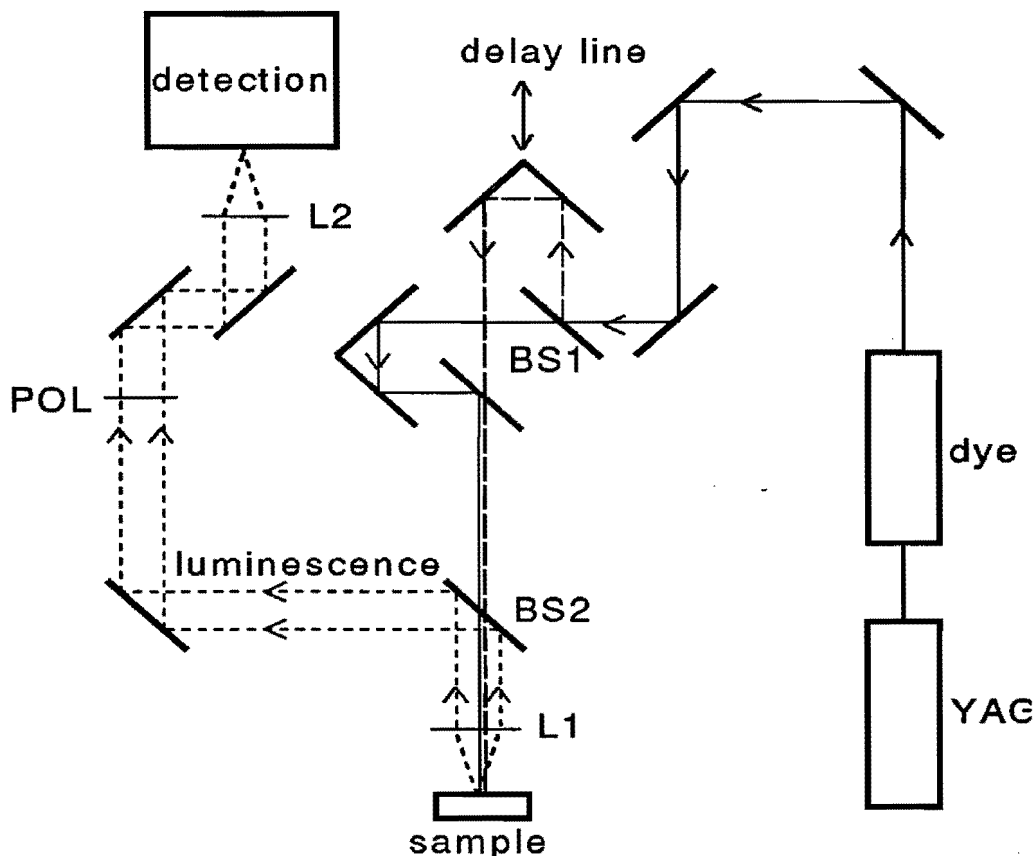 detection
delay line
L2
BS1
POL
dye
luminescence
BS2
YAG
L1
sample